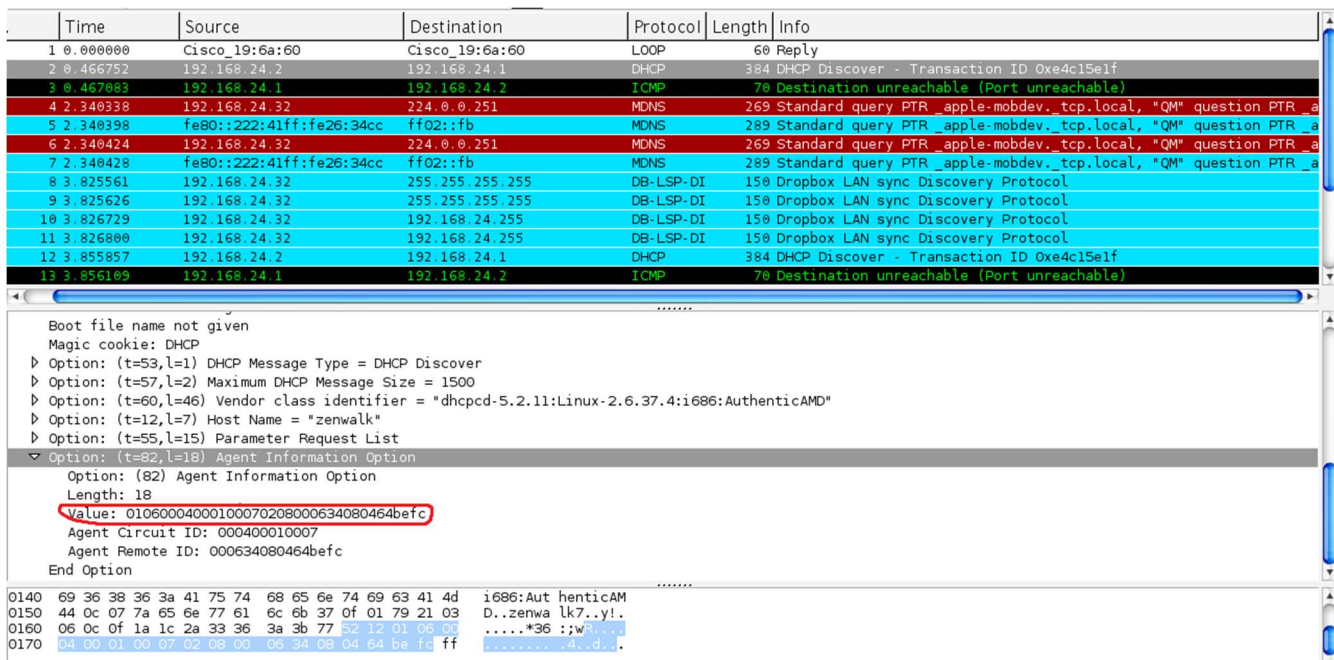 . Time Source Destination Protocol Length Info
1 0.000000 Cisco_19:6a:60 Cisco_19:6a:60 LOOP 60 Reply
2 0.466752 192.168.24.2 192.168.24.1 DHCP 384 DHCP Discover - Transaction ID 0xe4c15e1f
3 0.467083 192.168.24.1 192.168.24.2 ICMP 70 Destination unreachable (Port unreachable)
4 2.340338 192.168.24.32 224.0.0.251 MDNS 269 Standard query PTR _apple-mobdev._tcp.local, "QM" question PTR _a
5 2.340398 fe80::222:41ff:fe26:34cc ff02::fb MDNS 289 Standard query PTR _apple-mobdev._tcp.local, "QM" question PTR _a
6 2.340424 192.168.24.32 224.0.0.251 MDNS 269 Standard query PTR _apple-mobdev._tcp.local, "QM" question PTR _a
7 2.340428 fe80::222:41ff:fe26:34cc ff02::fb MDNS 289 Standard query PTR _apple-mobdev._tcp.local, "QM" question PTR _a
8 3.825561 192.168.24.32 255.255.255.255 DB-LSP-DI 150 Dropbox LAN sync Discovery Protocol
9 3.825626 192.168.24.32 255.255.255.255 DB-LSP-DI 150 Dropbox LAN sync Discovery Protocol
10 3.826729 192.168.24.32 192.168.24.255 DB-LSP-DI 150 Dropbox LAN sync Discovery Protocol
11 3.826800 192.168.24.32 192.168.24.255 DB-LSP-DI 150 Dropbox LAN sync Discovery Protocol
12 3.855857 192.168.24.2 192.168.24.1 DHCP 384 DHCP Discover - Transaction ID 0xe4c15e1f
13 3.856109 192.168.24.1 192.168.24.2 ICMP 70 Destination unreachable (Port unreachable)
Boot file name not given
Magic cookie: DHCP
Option: (t=53,l=1) DHCP Message Type = DHCP Discover
Option: (t=57,l=2) Maximum DHCP Message Size = 1500
Option: (t=60,l=46) Vendor class identifier = "dhcpcd-5.2.11:Linux-2.6.37.4:i686:AuthenticAMD"
Option: (t=12,l=7) Host Name = "zenwalk"
Option: (t=55,l=15) Parameter Request List
Option: (t=82,l=18) Agent Information Option
Option: (82) Agent Information Option
Length: 18
Value: 01060004000100070208000634080464befc
Agent Circuit ID: 000400010007
Agent Remote ID: 000634080464befc
End Option
0140 69 36 38 36 3a 41 75 74 68 65 6e 74 69 63 41 4d i686:Aut henticAM
0150 44 0c 07 7a 65 6e 77 61 6c 6b 37 0f 01 79 21 03 D..zenwa lk7..y!.
0160 06 0c 0f 1a 1c 2a 33 36 3a 3b 77 52 12 01 06 00 .....*36 :;wR....
0170 04 00 01 00 07 02 08 00 06 34 08 04 64 be fc ff ........ .4..d...